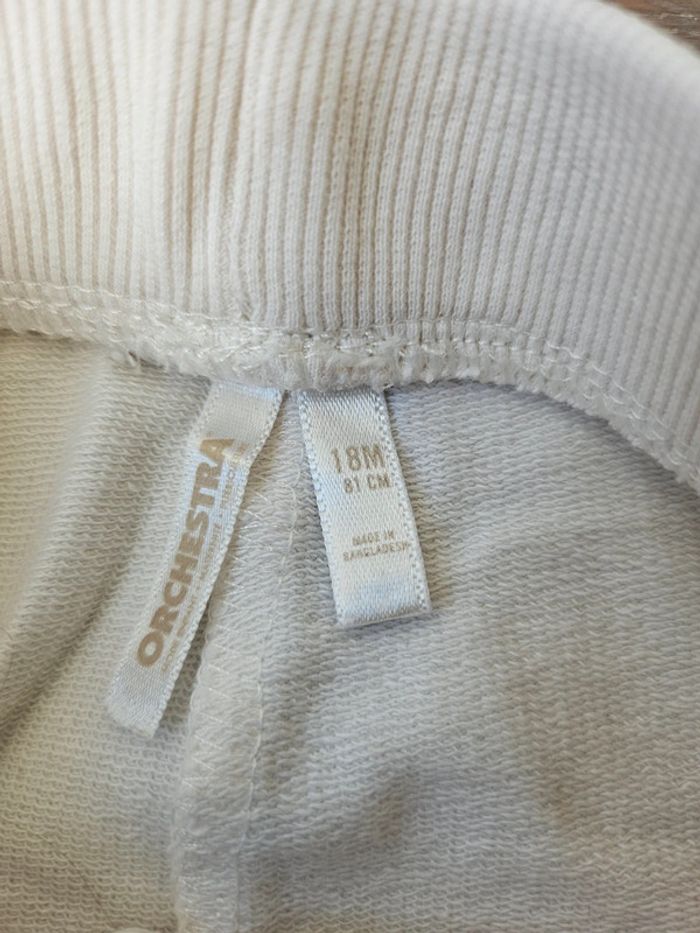 ORCHESTRA
18M
81 CM
MADE IN
BANGLADESH